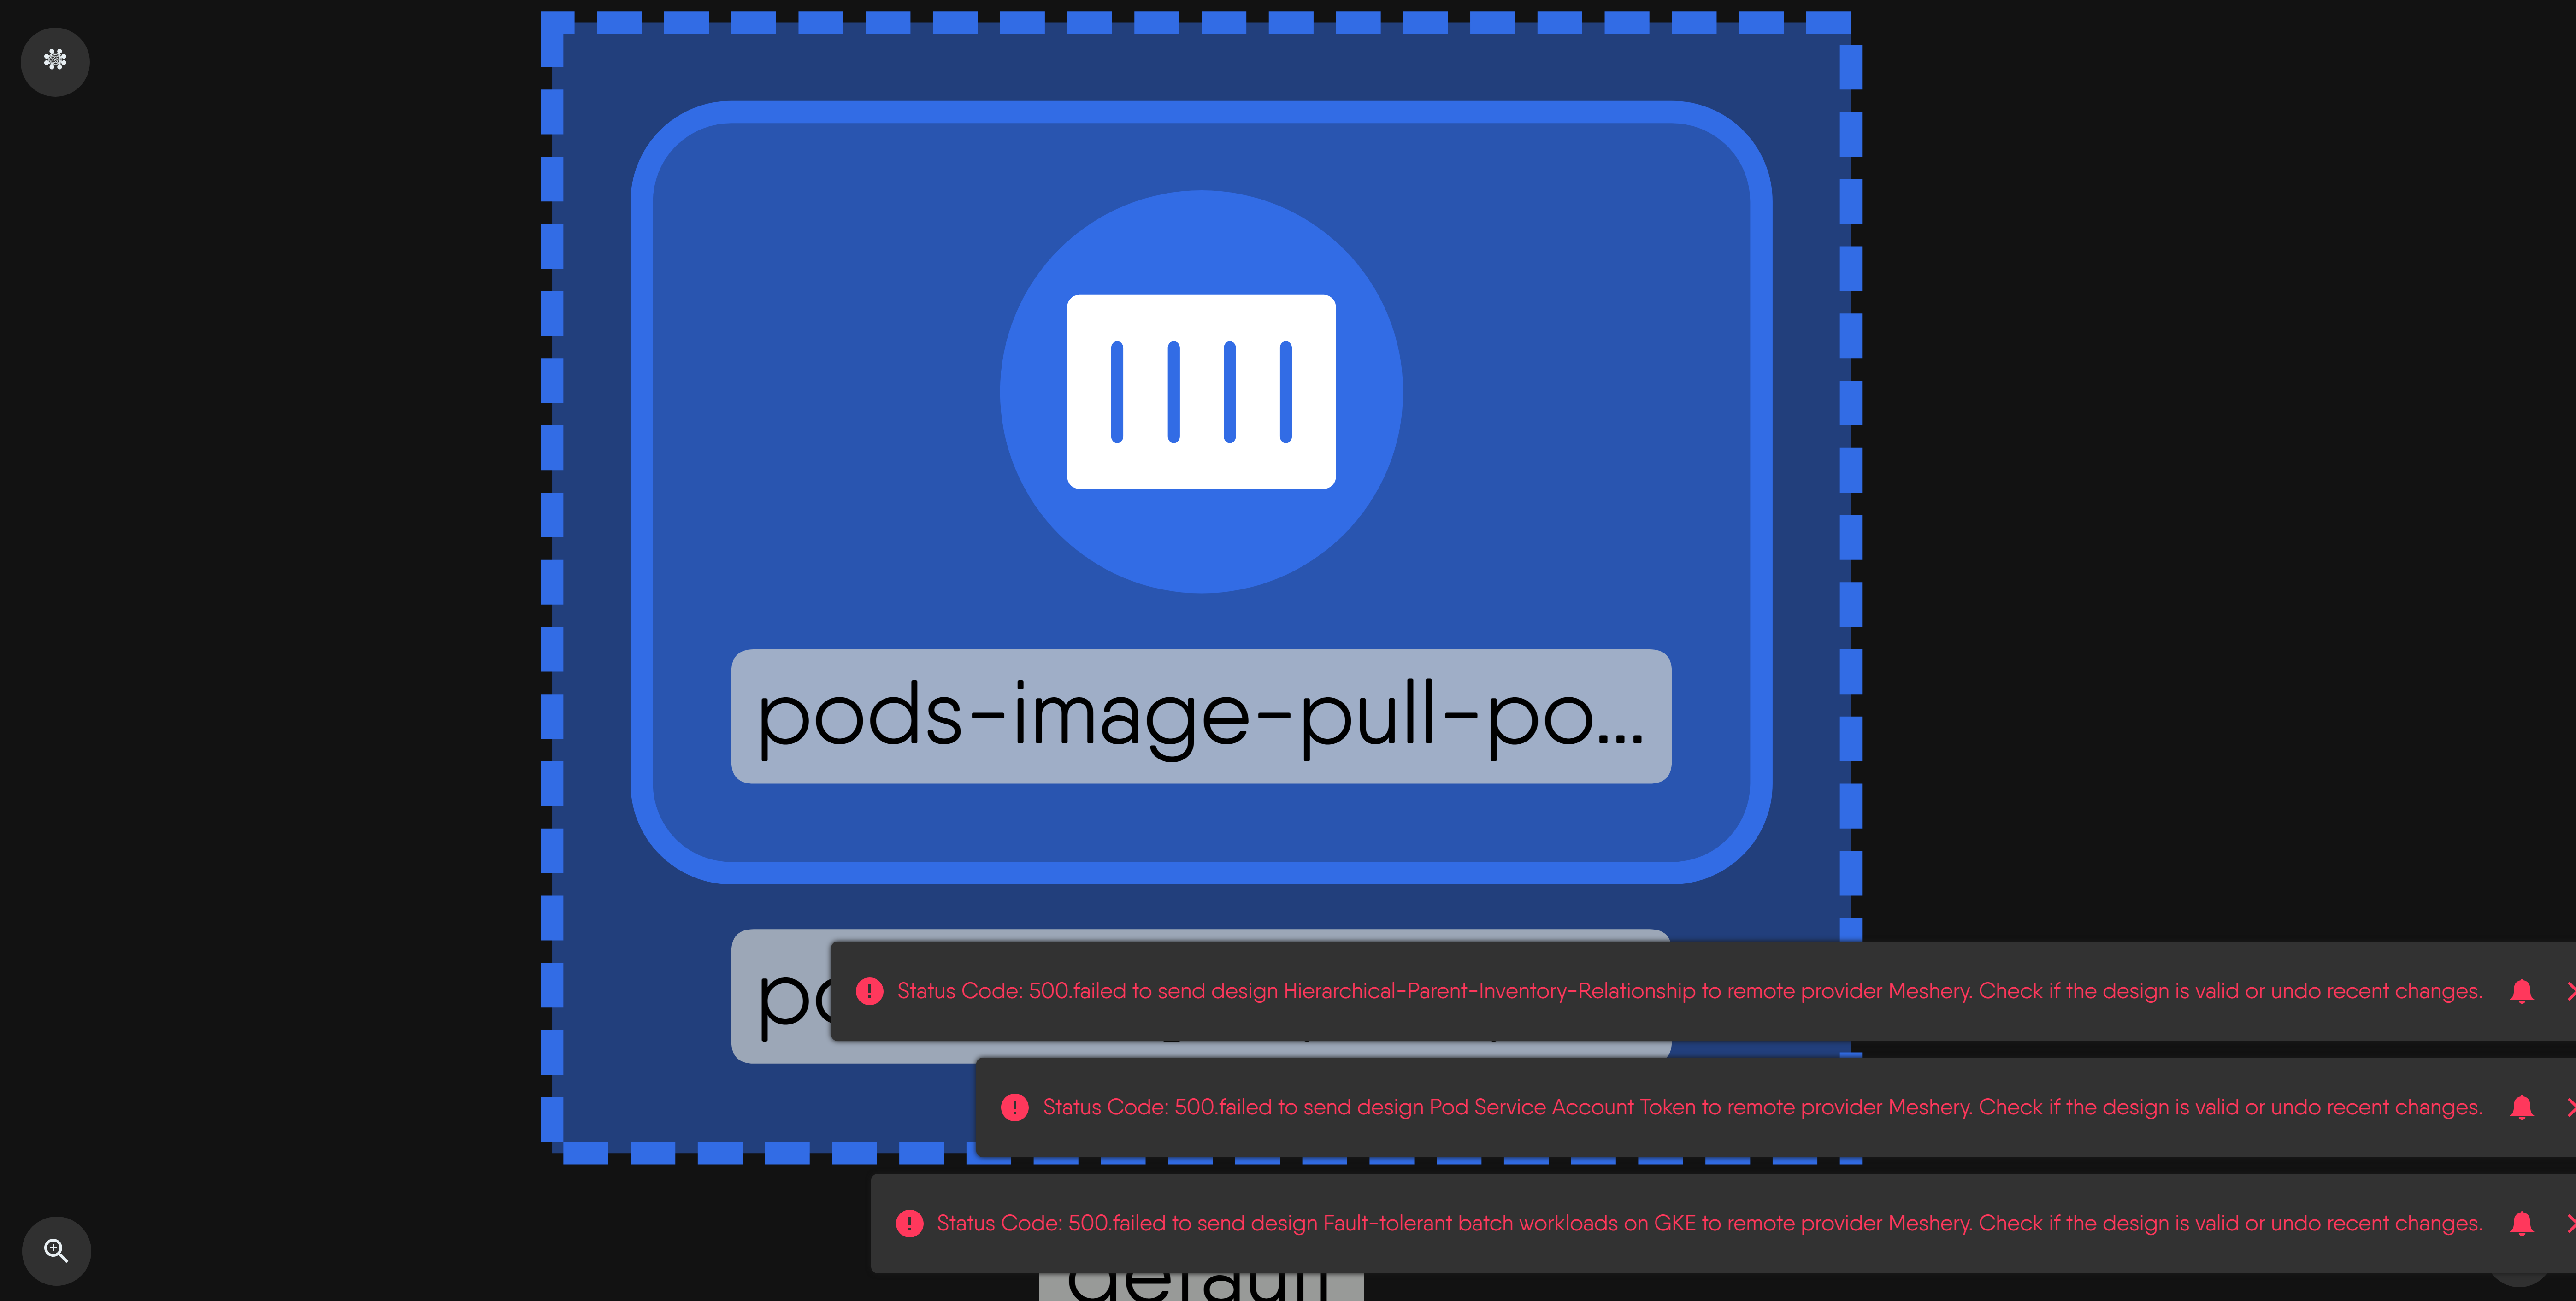 pods-image-pull-po...
Status Code: 500.failed to send design Hierarchical-Parent-Inventory-Relationship to remote provider Meshery. Check if the design is valid or undo recent changes.
Status Code: 500.failed to send design Pod Service Account Token to remote provider Meshery. Check if the design is valid or undo recent changes.
Status Code: 500.failed to send design Fault-tolerant batch workloads on GKE to remote provider Meshery. Check if the design is valid or undo recent changes.
default